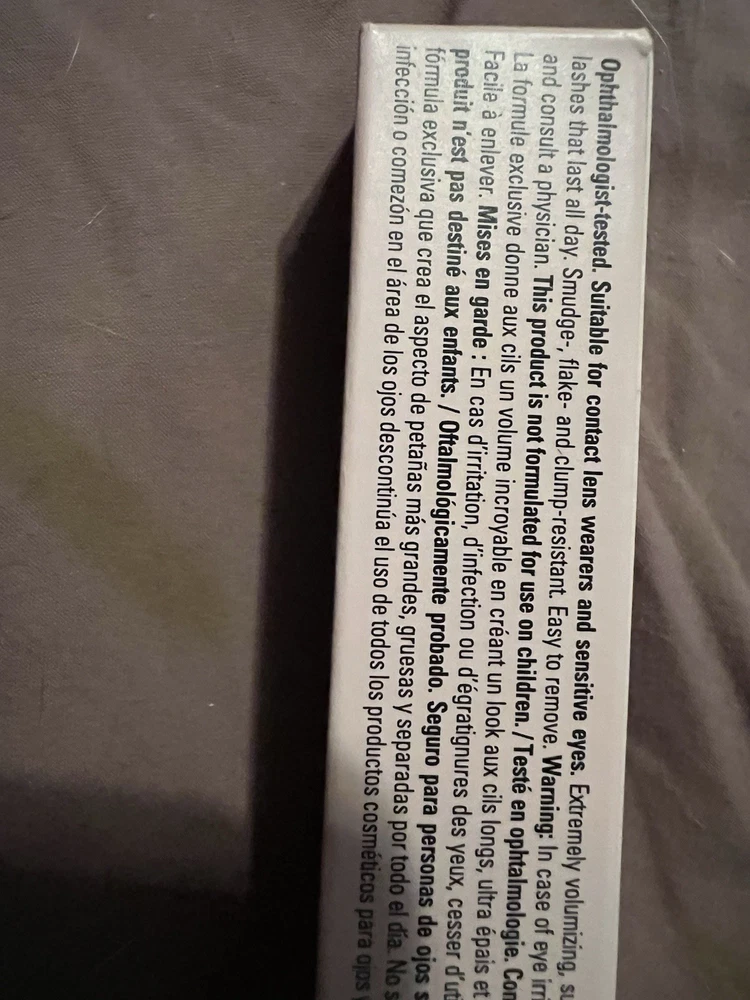 Ophthalmologist-tested. Suitable for contact lens wearers and sensitive eyes. Extremely volumizing,
lashes that last all day. Smudge-, flake- and clump-resistant. Easy to remove. Warning: In case of eye
and consult a physician. This product is not formulated for use on children. / Testé en ophtalmologie.
La formule exclusive donne aux cils un volume incroyable en créant un look aux cils longs, ultra épais et
Facile à enlever. Mises en garde : En cas d'irritation, d'infection ou d'égratignures des yeux, cesser
produit n'est pas destiné aux enfants. / Oftalmológicamente probado. Seguro para personas de ojos
fórmula exclusiva que crea el aspecto de petañas más grandes, gruesas y separadas por todo el día. No
infección o comezón en el área de los ojos descontinúa el uso de todos los productos cosméticos para ojos